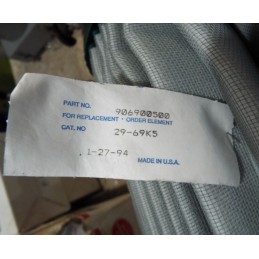 PART NO. 906900500
FOR REPLACEMENT - ORDER ELEMENT
CAT. NO 29-69K5
1-27-94 MADE IN U.S.A.